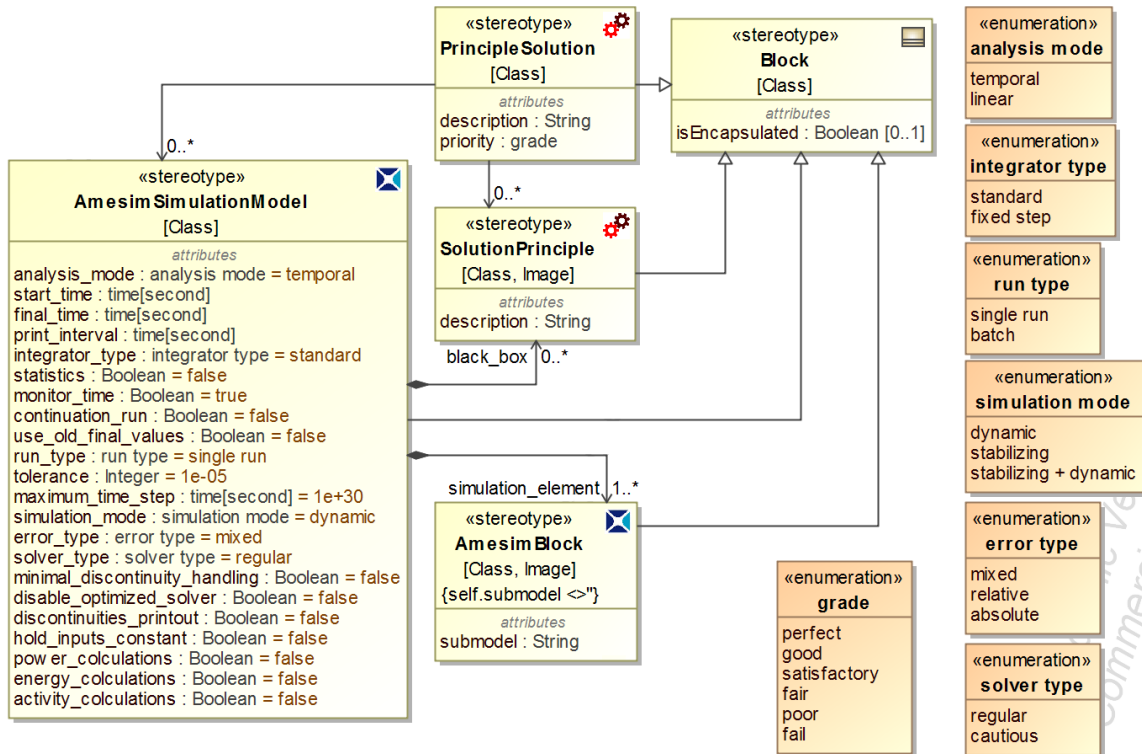 «stereotype»
PrincipleSolution
[Class]
attributes
description : String
priority : grade
«stereotype»
Block
[Class]
attributes
isEncapsulated : Boolean [0..1]
0..*
0..*
«stereotype»
AmesimSimulationModel
[Class]
attributes
analysis_mode : analysis mode = temporal
start_time : time[second]
final_time : time[second]
print_interval : time[second]
integrator_type : integrator type = standard
statistics : Boolean = false
monitor_time : Boolean = true
continuation_run : Boolean = false
use_old_final_values : Boolean = false
run_type : run type = single run
tolerance : Integer = 1e-05
maximum_time_step : time[second] = 1e+30
simulation_mode : simulation mode = dynamic
error_type : error type = mixed
solver_type : solver type = regular
minimal_discontinuity_handling : Boolean = false
disable_optimized_solver : Boolean = false
discontinuities_printout : Boolean = false
hold_inputs_constant : Boolean = false
power_colculations : Boolean = false
energy_colculations : Boolean = false
activity_calculations : Boolean = false
«stereotype»
SolutionPrinciple
[Class, Image]
attributes
description : String
black_box 0..*
simulation_element 1..*
«stereotype»
AmesimBlock
[Class, Image]
{self.submodel <>''}
attributes
submodel : String
«enumeration»
grade
perfect
good
satisfactory
fair
poor
fail
«enumeration»
analysis mode
temporal
linear
«enumeration»
integrator type
standard
fixed step
«enumeration»
run type
single run
batch
«enumeration»
simulation mode
dynamic
stabilizing
stabilizing + dynamic
«enumeration»
error type
mixed
relative
absolute
«enumeration»
solver type
regular
cautious